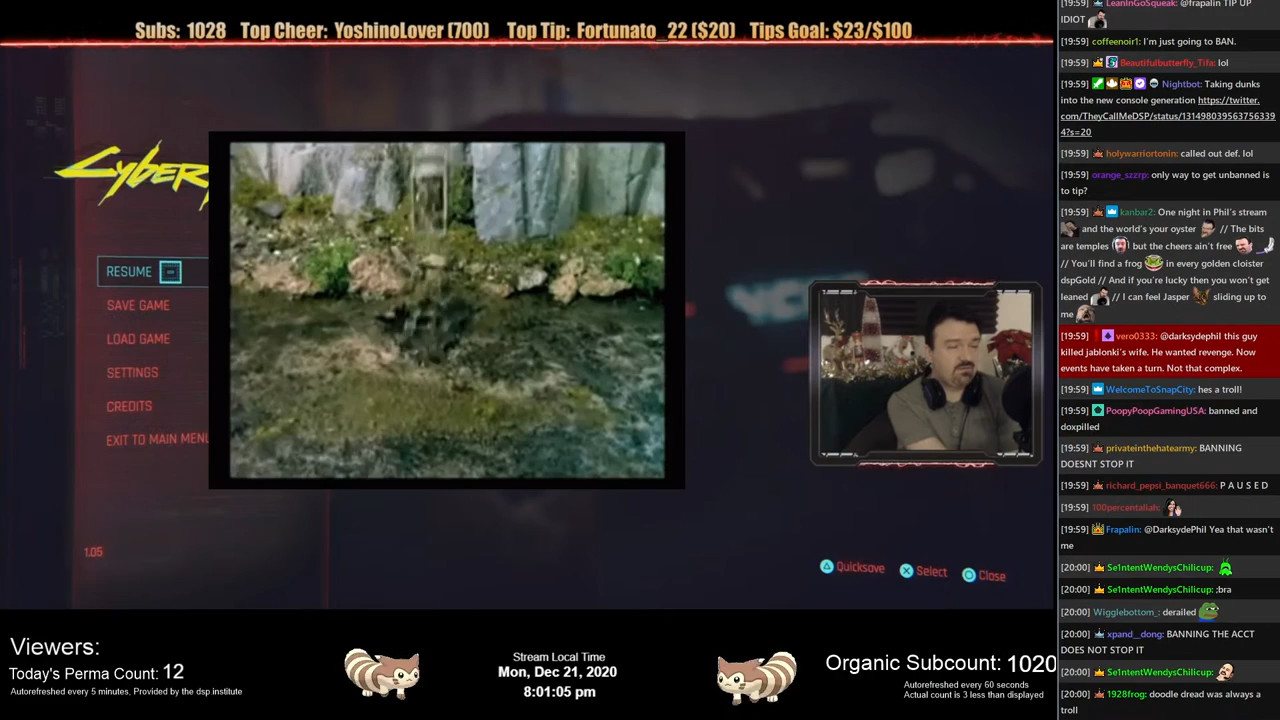 Subs: 1028 Top Cheer: YoshinoLover (700) Top Tip: Fortunato_22 ($20) Tips Goal: $23/$100
Cyber
RESUME
SAVE GAME
LOAD GAME
SETTINGS
CREDITS
EXIT TO MAIN MENU
1.05
Quicksave
Select
Close
Viewers:
Today's Perma Count: 12
Autorefreshed every 5 minutes, Provided by the dsp institute
Stream Local Time
Mon, Dec 21, 2020
8:01:05 pm
Organic Subcount: 1020
Autorefreshed every 60 seconds
Actual count is 3 less than displayed
[19:59] LeanInGoSqueak: @frapalin TIP UP
IDIOT
[19:59] coffeenoir1: I'm just going to BAN.
[19:59] Beautifulbutterfly_Tifa: lol
[19:59] Nightbot: Taking dunks
into the new console generation https://twitter.
com/TheyCallMeDSP/status/131498039563756339
4?s=20
[19:59] holywarriortonin: called out def. lol
[19:59] orange_szzrp: only way to get unbanned is
to tip?
[19:59] kanbar2: One night in Phil's stream
and the world's your oyster // The bits
are temples but the cheers ain't free
// You'll find a frog in every golden cloister
dspGold // And if you're lucky then you won't get
leaned // I can feel Jasper sliding up to
me
[19:59] vero0333: @darksydephil this guy
killed jablonki's wife. He wanted revenge. Now
events have taken a turn. Not that complex.
[19:59] WelcomeToSnapCity: hes a troll!
[19:59] PoopyPoopGamingUSA: banned and
doxpilled
[19:59] privateinthehatearmy: BANNING
DOESNT STOP IT
[19:59] richard_pepsi_banquet666: P A U S E D
[19:59] 100percentallah:
[19:59] Frapalin: @DarksydePhil Yea that wasn't
me
[20:00] Se1ntentWendysChilicup:
[20:00] Se1ntentWendysChilicup: ;bra
[20:00] Wigglebottom_: derailed
[20:00] xpand__dong: BANNING THE ACCT
DOES NOT STOP IT
[20:00] Se1ntentWendysChilicup:
[20:00] 1928frog: doodle dread was always a
troll